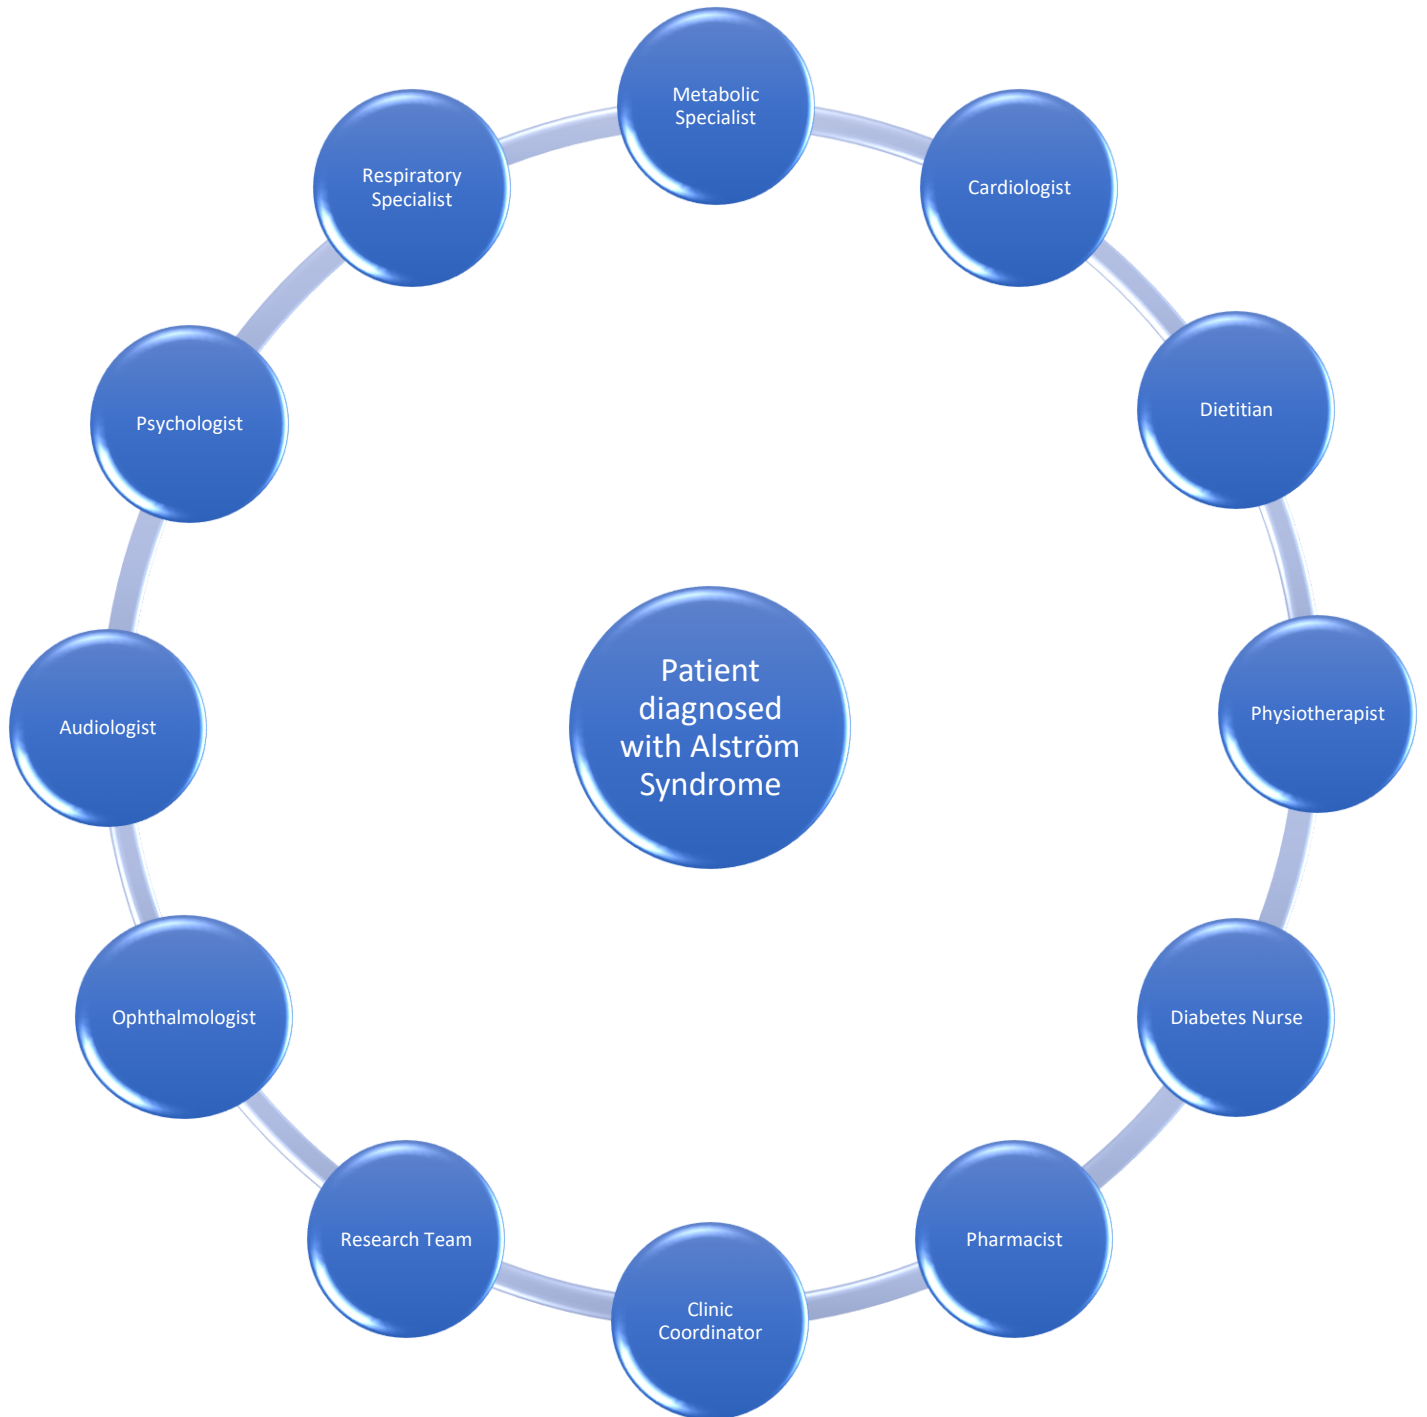 Metabolic
Specialist
Cardiologist
Dietitian
Physiotherapist
Diabetes Nurse
Pharmacist
Clinic
Coordinator
Research Team
Ophthalmologist
Audiologist
Psychologist
Respiratory
Specialist
Patient
diagnosed
with Alström
Syndrome